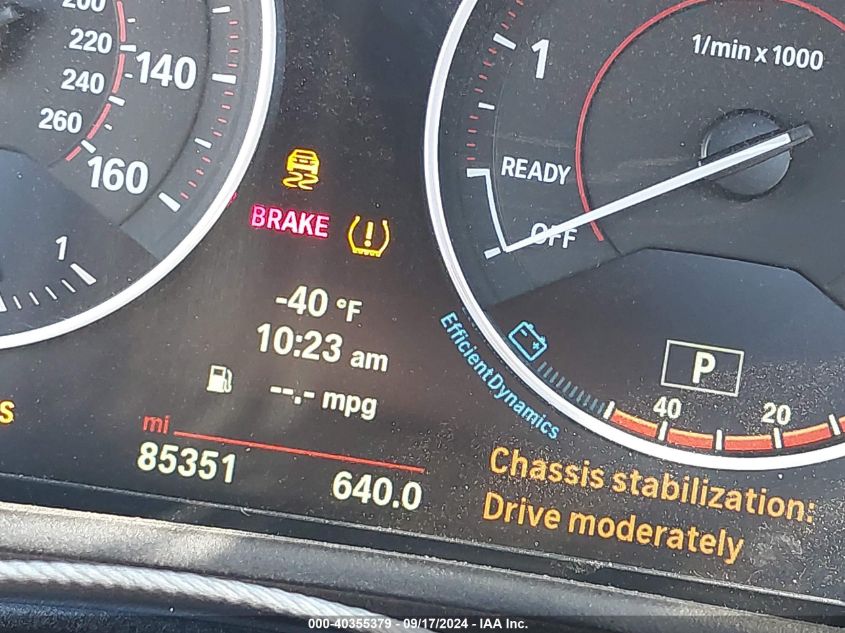 200
220
240
260
140
160
1
1
1/min x 1000
READY
OFF
BRAKE
-40 °F
10:23 am
--.- mpg
EfficientDynamics
P
40
20
mi
85351
640.0
Chassis stabilization:
Drive moderately
000-40355379 - 09/17/2024 - IAA Inc.